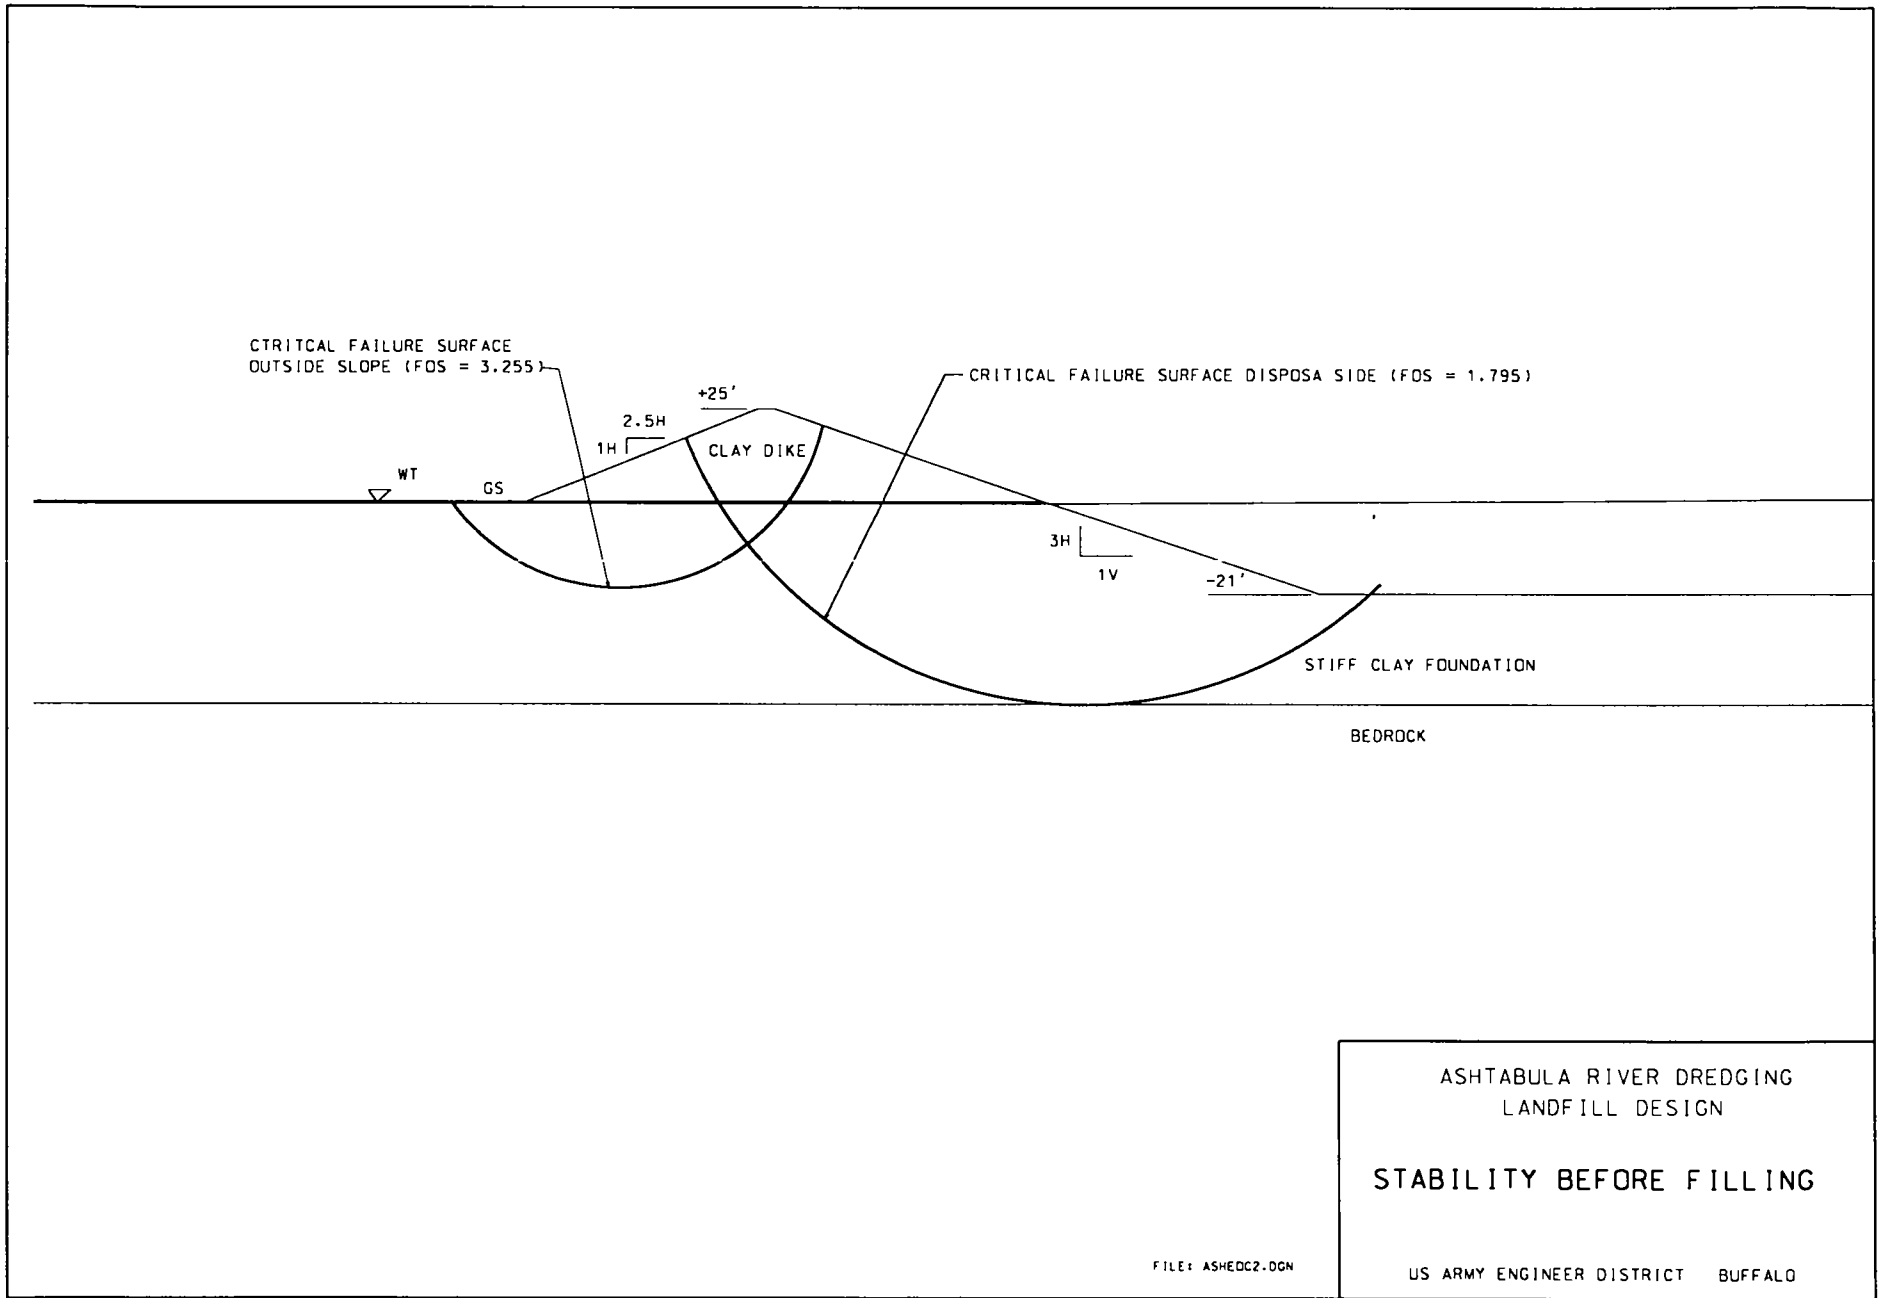 CTRITCAL FAILURE SURFACE
OUTSIDE SLOPE (FOS = 3.255)
CRITICAL FAILURE SURFACE DISPOSA SIDE (FOS = 1.795)
+25'
2.5H
1H
CLAY DIKE
WT
GS
3H
1V
-21'
STIFF CLAY FOUNDATION
BEDROCK
ASHTABULA RIVER DREDGING
LANDFILL DESIGN
STABILITY BEFORE FILLING
FILE: ASHEDC2.DGN
US ARMY ENGINEER DISTRICT BUFFALO